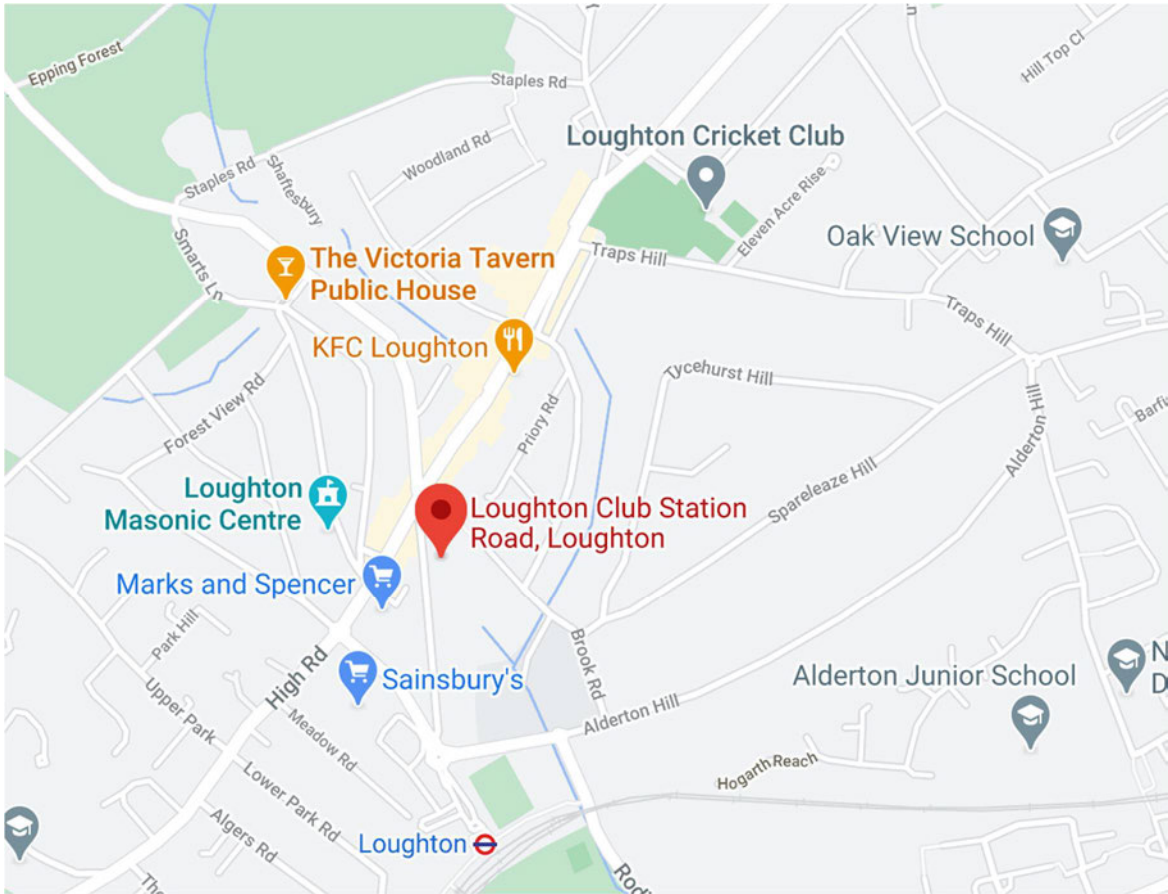 Epping Forest
Staples Rd
Hill Top Cl
Woodland Rd
Loughton Cricket Club
Staples Rd
Shaftesbury
Eleven Acre Rise
Oak View School
Smarts Ln
The Victoria Tavern
Public House
Traps Hill
Traps Hill
KFC Loughton
Tycehurst Hill
Forest View Rd
Priory Rd
Alderton Hill
Spareleaze Hill
Loughton
Masonic Centre
Loughton Club Station
Road, Loughton
Marks and Spencer
Park Hill
Brook Rd
High Rd
Sainsbury's
Upper Park
Alderton Junior School
N
D
Alderton Hill
Meadow Rd
Hogarth Reach
Lower Park Rd
Algers Rd
Loughton
The